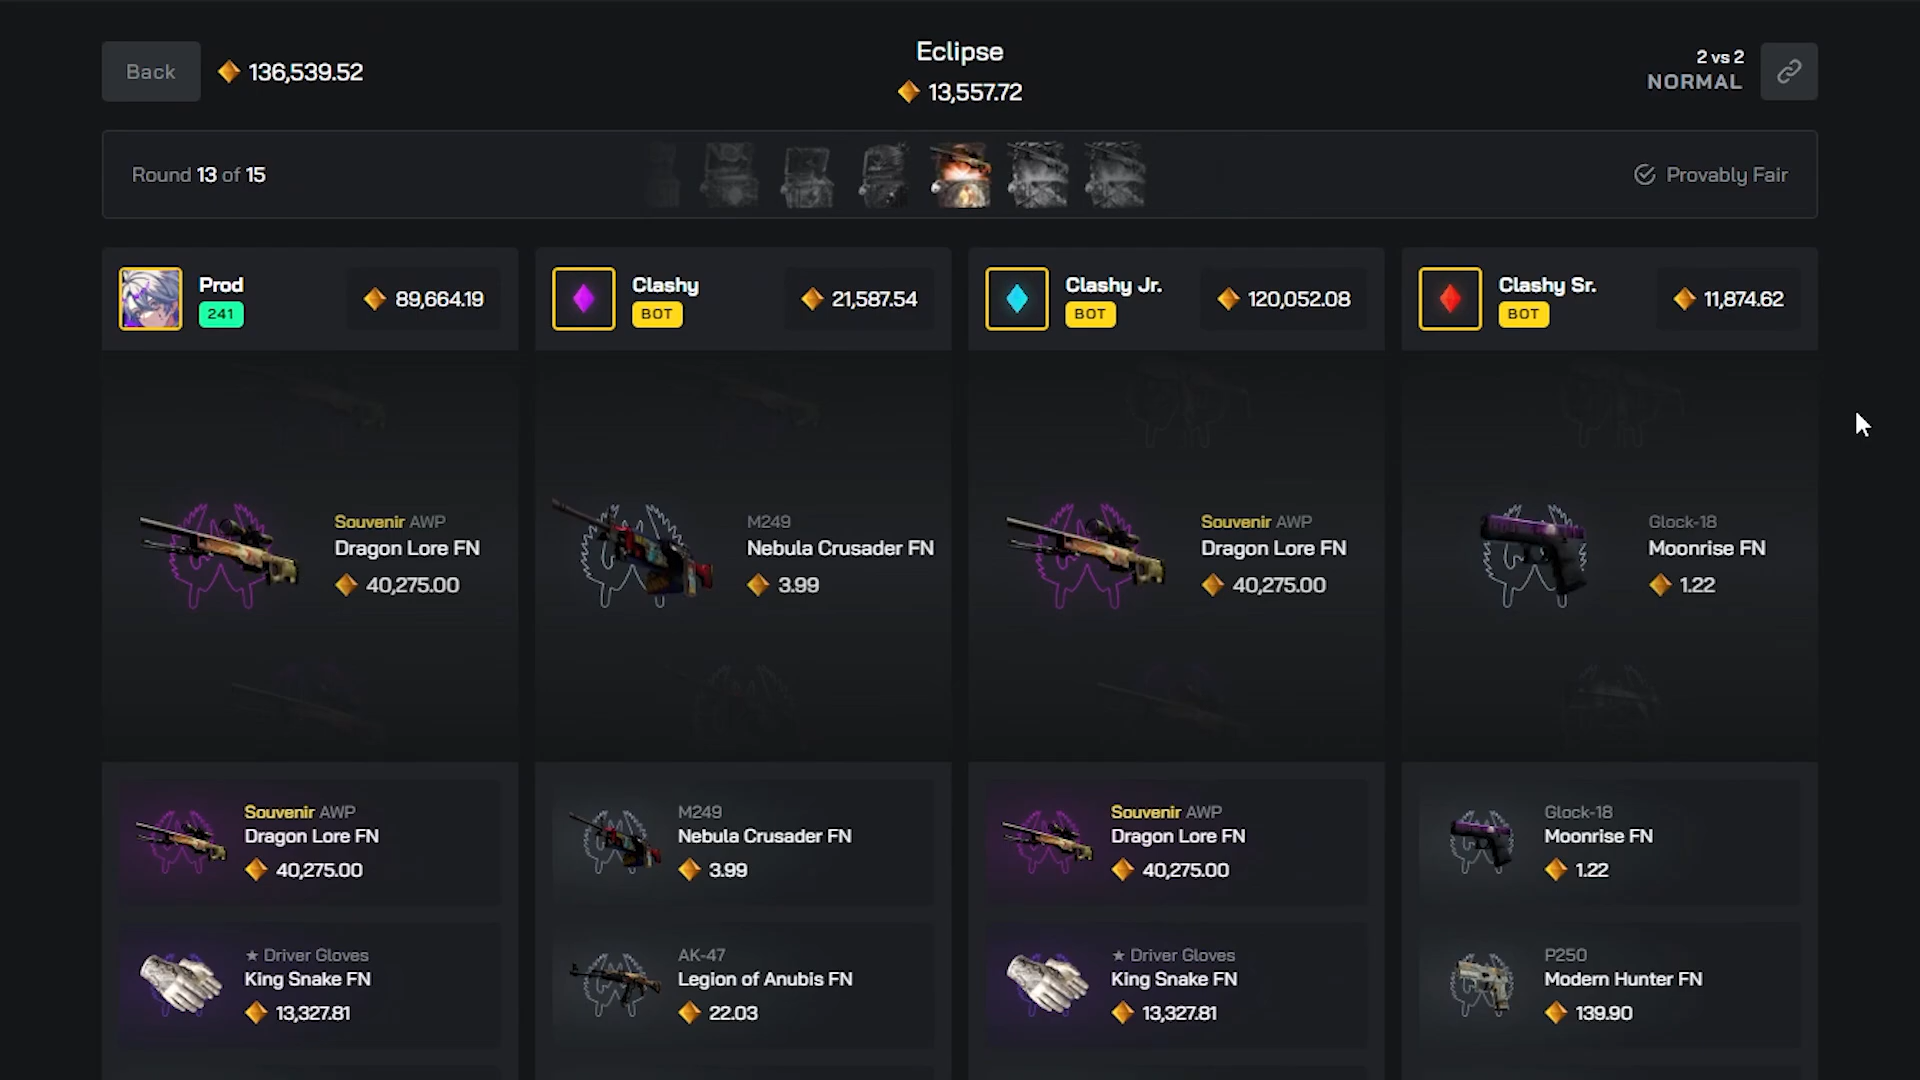 Back
136,539.52
Eclipse
13,557.72
2 vs 2
NORMAL
Round 13 of 15
Provably Fair
Prod
241
89,664.19
Clashy
BOT
21,587.54
Clashy Jr.
BOT
120,052.08
Clashy Sr.
BOT
11,874.62
Souvenir AWP
Dragon Lore FN
40,275.00
M249
Nebula Crusader FN
3.99
Souvenir AWP
Dragon Lore FN
40,275.00
Glock-18
Moonrise FN
1.22
Souvenir AWP
Dragon Lore FN
40,275.00
M249
Nebula Crusader FN
3.99
Souvenir AWP
Dragon Lore FN
40,275.00
Glock-18
Moonrise FN
1.22
★ Driver Gloves
King Snake FN
13,327.81
AK-47
Legion of Anubis FN
22.03
★ Driver Gloves
King Snake FN
13,327.81
P250
Modern Hunter FN
139.90